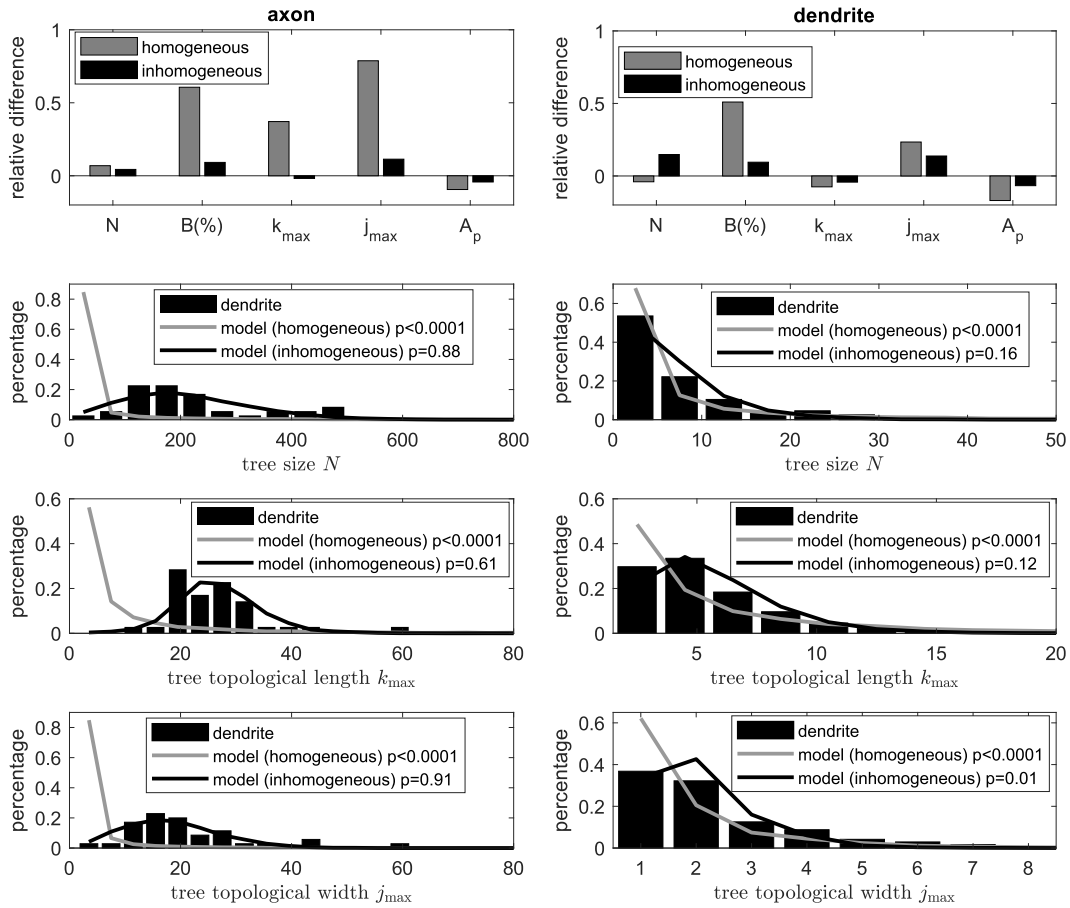 axon
1
homogeneous
inhomogeneous
0.5
0
relative difference
N B(%) k_max j_max A_p
dendrite
1
homogeneous
inhomogeneous
0.5
0
relative difference
N B(%) k_max j_max A_p
0.8
0.6
0.4
0.2
0
percentage
dendrite
model (homogeneous) p<0.0001
model (inhomogeneous) p=0.88
0 200 400 600 800
tree size N
0.6
0.4
0.2
0
percentage
dendrite
model (homogeneous) p<0.0001
model (inhomogeneous) p=0.16
0 10 20 30 40 50
tree size N
0.6
0.4
0.2
0
percentage
dendrite
model (homogeneous) p<0.0001
model (inhomogeneous) p=0.61
0 20 40 60 80
tree topological length k_max
0.6
0.4
0.2
0
percentage
dendrite
model (homogeneous) p<0.0001
model (inhomogeneous) p=0.12
5 10 15 20
tree topological length k_max
0.8
0.6
0.4
0.2
0
percentage
dendrite
model (homogeneous) p<0.0001
model (inhomogeneous) p=0.91
0 20 40 60 80
tree topological width j_max
0.6
0.4
0.2
0
percentage
dendrite
model (homogeneous) p<0.0001
model (inhomogeneous) p=0.01
1 2 3 4 5 6 7 8
tree topological width j_max